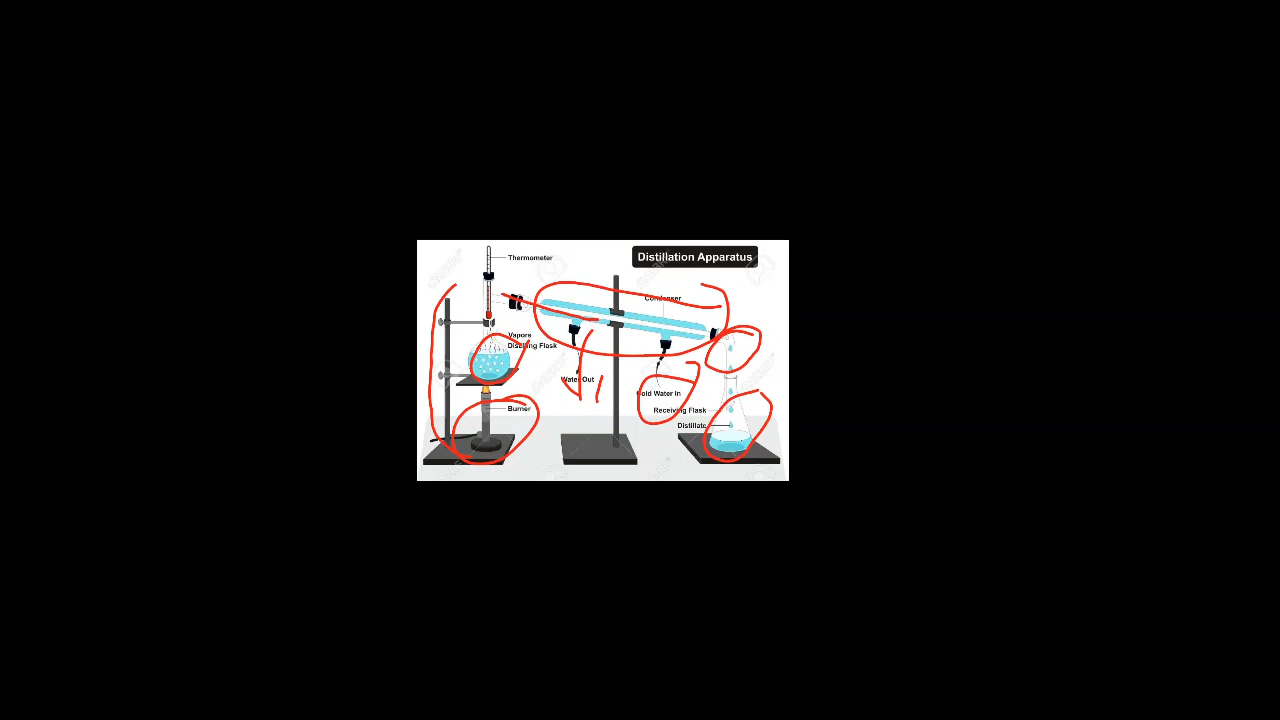 Distillation Apparatus
Thermometer
Condenser
Vapors
Distilling Flask
Water Out
Cold Water In
Burner
Receiving Flask
Distillate